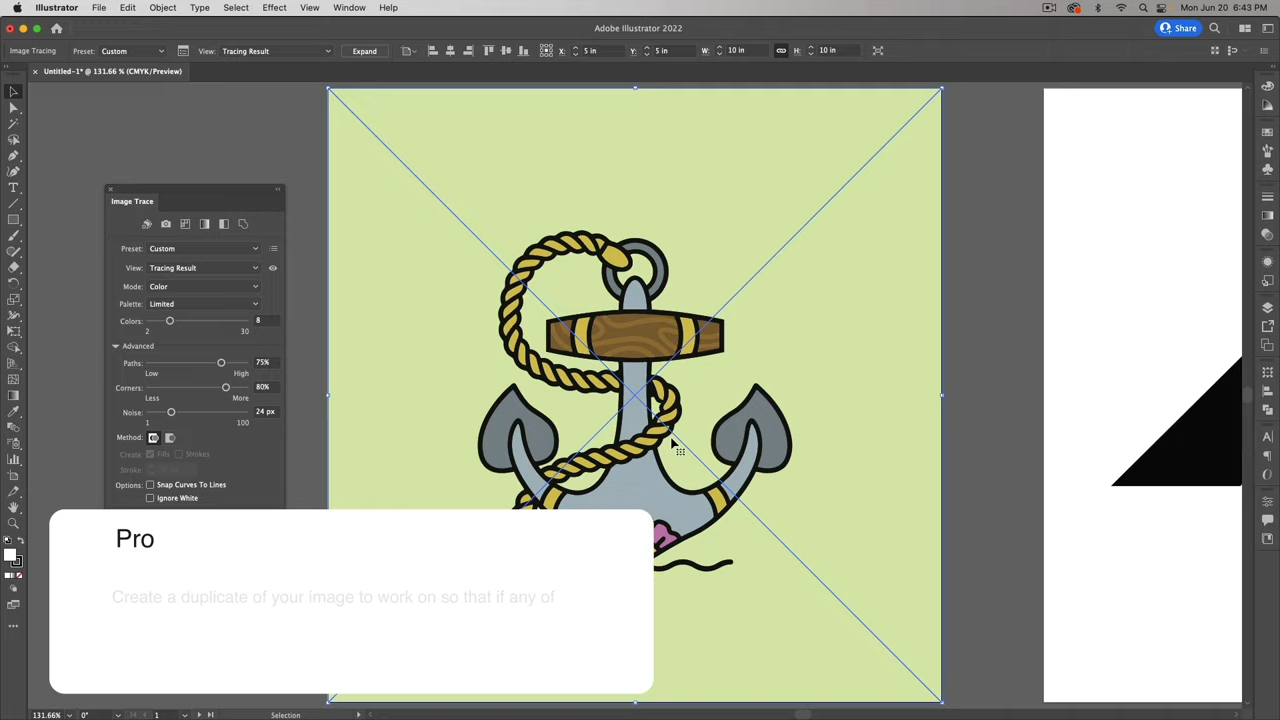 Illustrator File Edit Object Type Select Effect View Window Help Mon Jun 20 6:43 PM
Adobe Illustrator 2022 Share
Image Tracing Preset: Custom View: Tracing Result Expand X: 5 in Y: 5 in W: 10 in H: 10 in
× Untitled-1* @ 131.66 % (CMYK/Preview)
Image Trace
Preset: Custom
View: Tracing Result
Mode: Color
Palette: Limited
Colors: 8
2 30
Advanced
Paths: 75%
Low High
Corners: 80%
Less More
Noise: 24 px
1 100
Method:
Create: Fills Strokes
Stroke:
Options: Snap Curves To Lines
Ignore White
Pro
Create a duplicate of your image to work on so that if any of
131.66% 0° 1 Selection